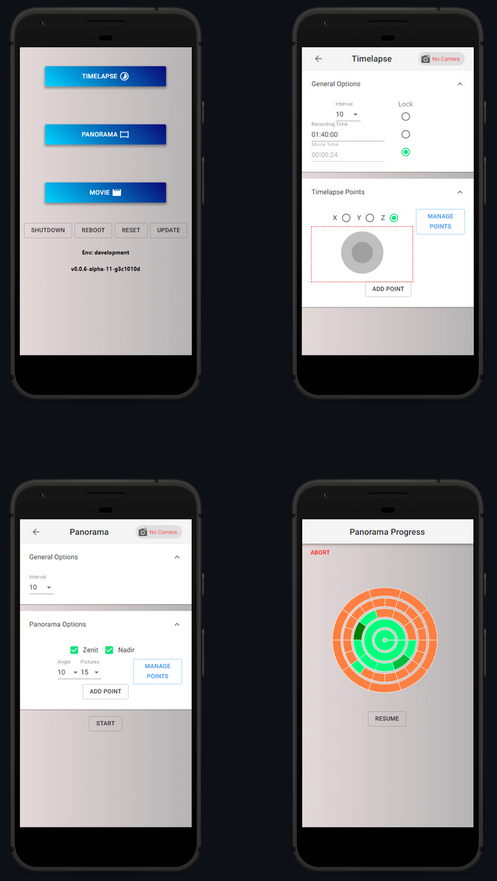 TIMELAPSE
PANORAMA
MOVIE
SHUTDOWN REBOOT RESET UPDATE
Env: development
v0.0.6-alpha-11-g3c1010d
Timelapse No Camera
General Options
Interval Lock
10
Recording Time
01:40:00
Movie Time
00:00:24
Timelapse Points
X Y Z MANAGE POINTS
ADD POINT
Panorama No Camera
General Options
Interval
10
Panorama Options
Zenit Nadir
Angle Pictures
10 15
MANAGE
POINTS
ADD POINT
START
Panorama Progress
ABORT
RESUME